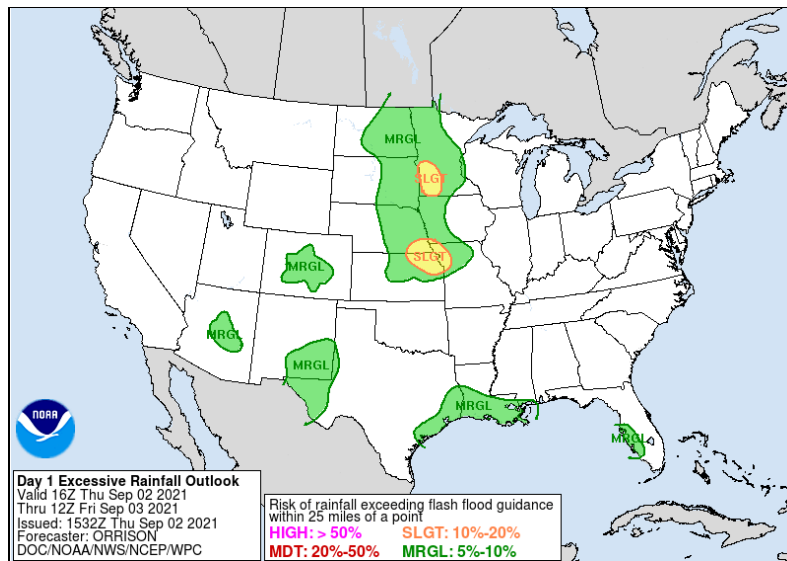 MRGL
SLGT
SLGT
MRGL
MRGL
MRGL
MRGL
MRGL
NOAA
Day 1 Excessive Rainfall Outlook
Valid 16Z Thu Sep 02 2021
Thru 12Z Fri Sep 03 2021
Issued: 1532Z Thu Sep 02 2021
Forecaster: ORRISON
DOC/NOAA/NWS/NCEP/WPC
Risk of rainfall exceeding flash flood guidance
within 25 miles of a point
HIGH: > 50% SLGT: 10%-20%
MDT: 20%-50% MRGL: 5%-10%